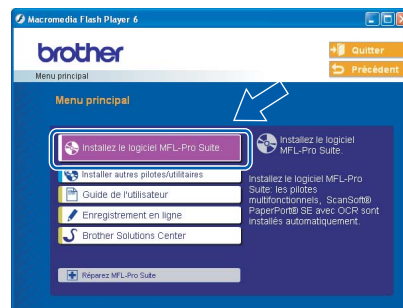 Macromedia Flash Player 6
brother
Quitter
Précédent
Menu principal
Menu principal
Installez le logiciel MFL-Pro Suite.
Installer autres pilotes/utilitaires
Guide de l'utilisateur
Enregistrement en ligne
Brother Solutions Center
Réparez MFL-Pro Suite
Installez le logiciel
MFL-Pro Suite.
Installez le logiciel MFL-Pro
Suite: les pilotes
multifonctionnels, ScanSoft®
PaperPort® SE avec OCR sont
installés automatiquement.